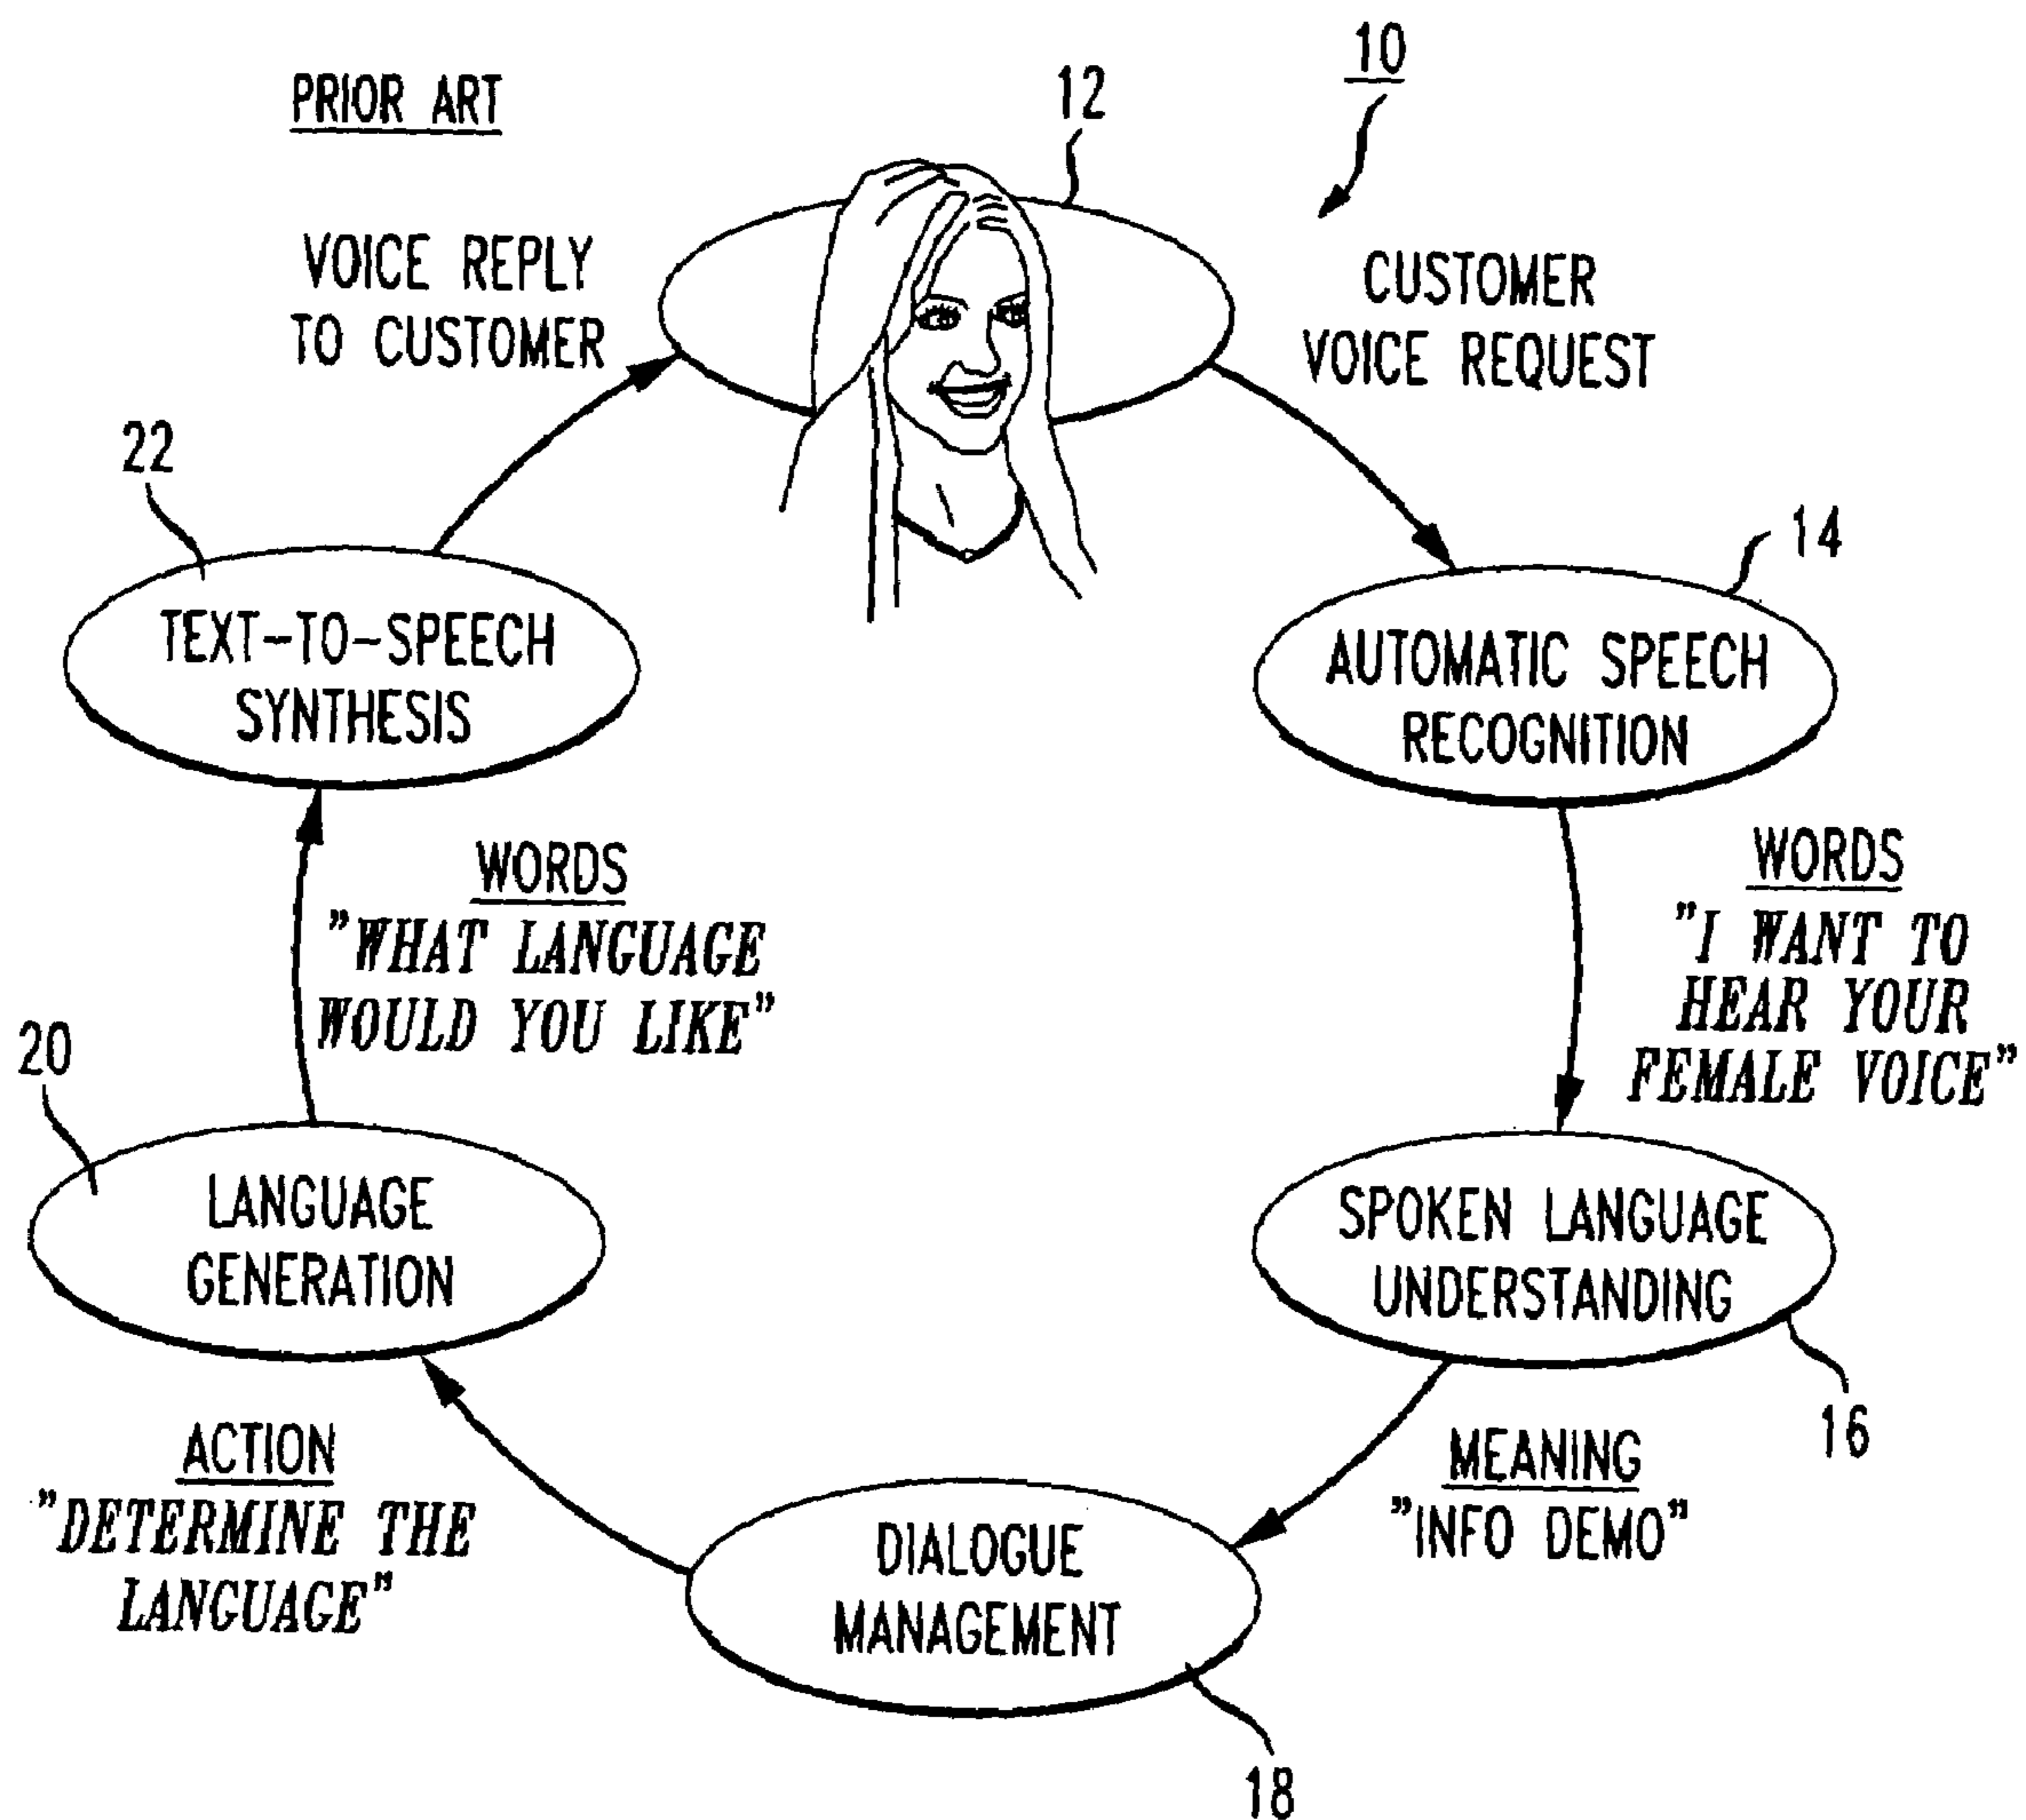 PRIOR ART
10
12
VOICE REPLY
TO CUSTOMER
CUSTOMER
VOICE REQUEST
22
14
TEXT-TO-SPEECH
SYNTHESIS
AUTOMATIC SPEECH
RECOGNITION
WORDS
"WHAT LANGUAGE
WOULD YOU LIKE"
WORDS
"I WANT TO
HEAR YOUR
FEMALE VOICE"
20
LANGUAGE
GENERATION
SPOKEN LANGUAGE
UNDERSTANDING
16
ACTION
"DETERMINE THE
LANGUAGE"
MEANING
"INFO DEMO"
DIALOGUE
MANAGEMENT
18